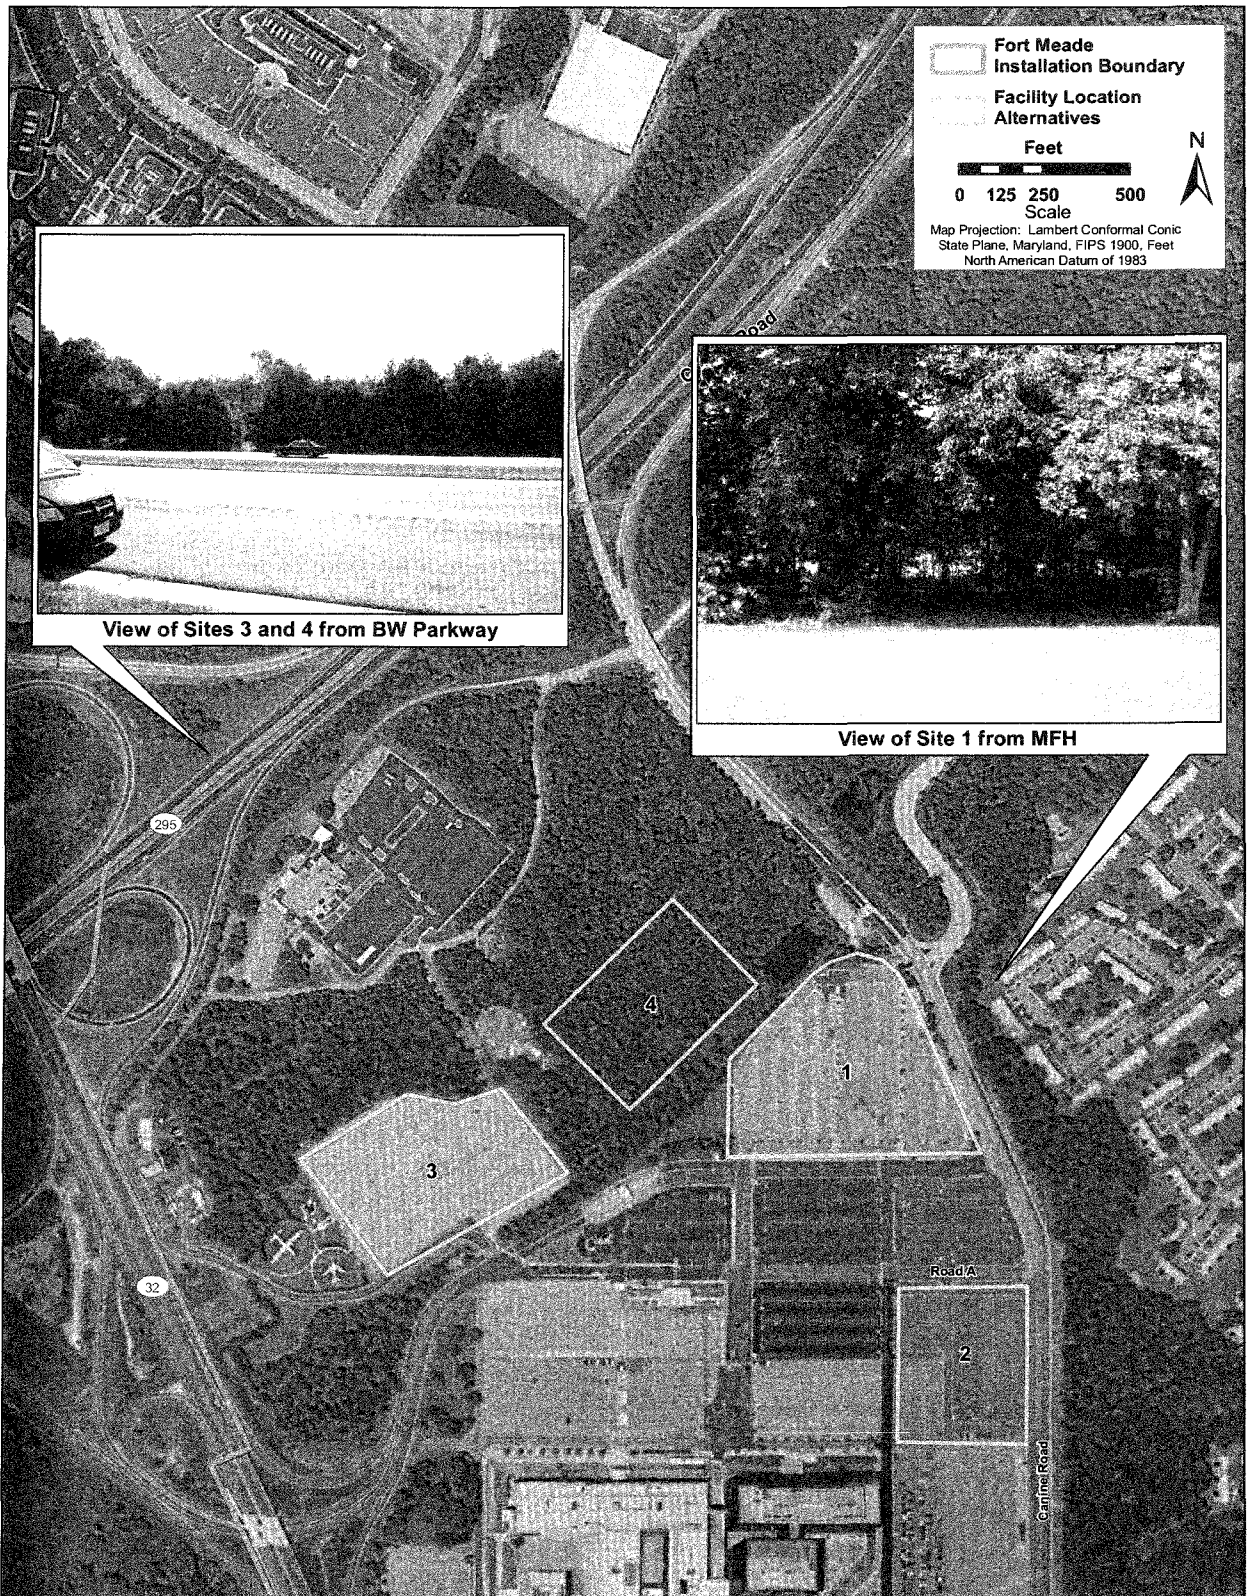 Fort Meade
Installation Boundary
Facility Location
Alternatives
Feet
N
0 125 250 500
Scale
Map Projection: Lambert Conformal Conic
State Plane, Maryland, FIPS 1900, Feet
North American Datum of 1983
Road
View of Sites 3 and 4 from BW Parkway
View of Site 1 from MFH
295
4
1
3
Road A
32
2
Canine Road